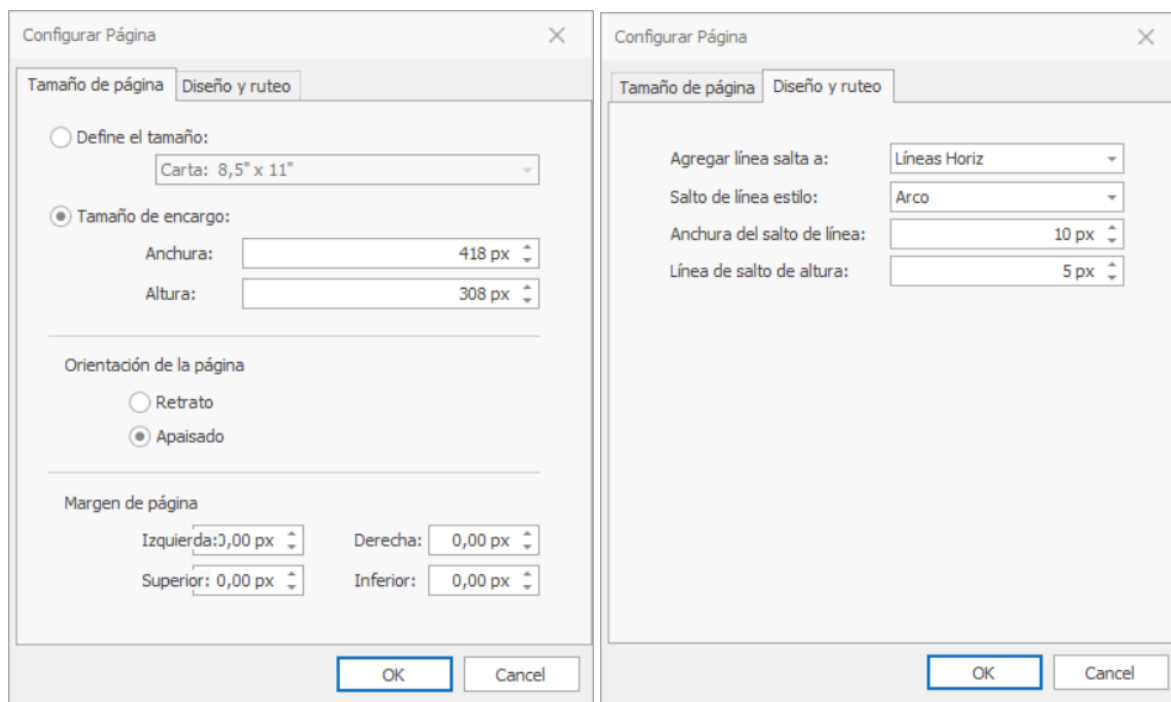 Configurar Página
Tamaño de página Diseño y ruteo
Define el tamaño:
Carta: 8,5" x 11"
Tamaño de encargo:
Anchura: 418 px
Altura: 308 px
Orientación de la página
Retrato
Apaisado
Margen de página
Izquierda: 0,00 px Derecha: 0,00 px
Superior: 0,00 px Inferior: 0,00 px
OK Cancel
Configurar Página
Tamaño de página Diseño y ruteo
Agregar línea salta a: Líneas Horiz
Salto de línea estilo: Arco
Anchura del salto de línea: 10 px
Línea de salto de altura: 5 px
OK Cancel